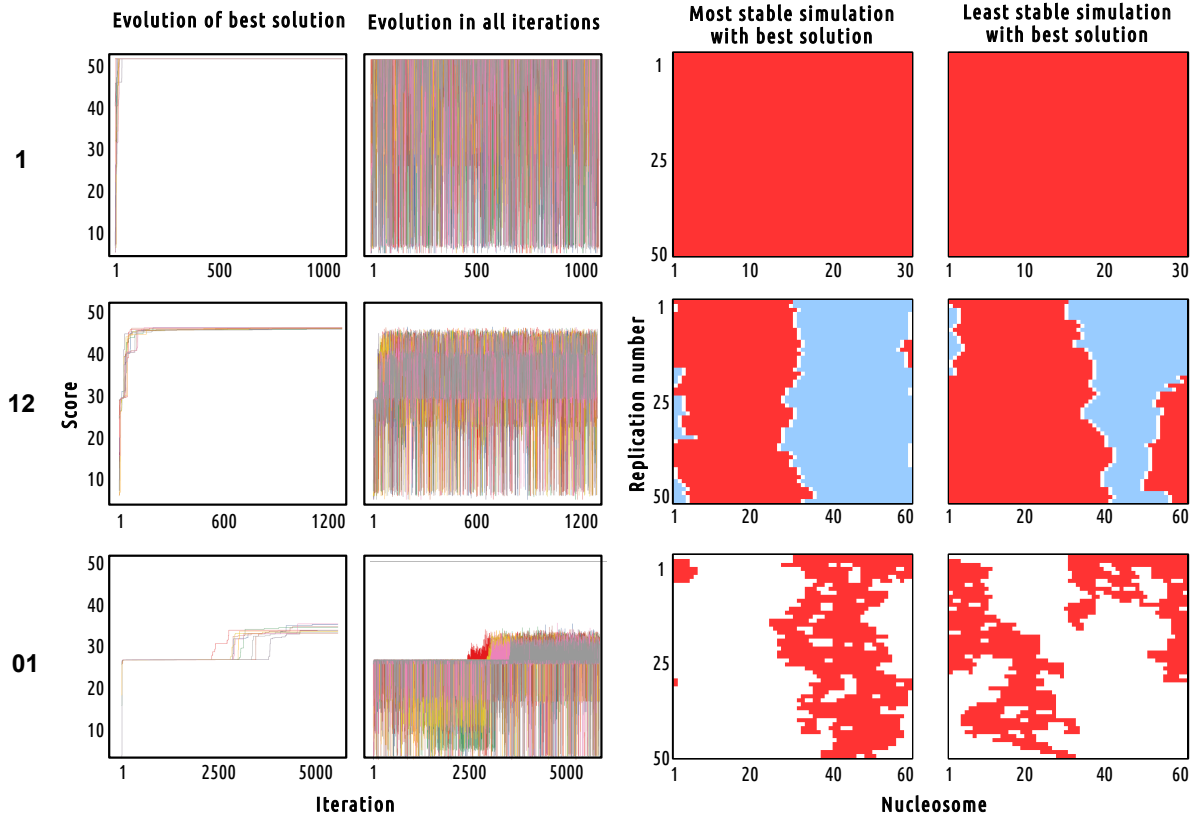 Evolution of best solution
Evolution in all iterations
Most stable simulation
with best solution
Least stable simulation
with best solution
1
50
40
30
20
10
1 500 1000
1 500 1000
1
25
50
1 10 20 30
1 10 20 30
12
Score
50
40
30
20
10
1 600 1200
1 600 1200
Replication number
1
25
50
1 20 40 60
1 20 40 60
01
50
40
30
20
10
1 2500 5000
1 2500 5000
1
25
50
1 20 40 60
1 20 40 60
Iteration
Nucleosome